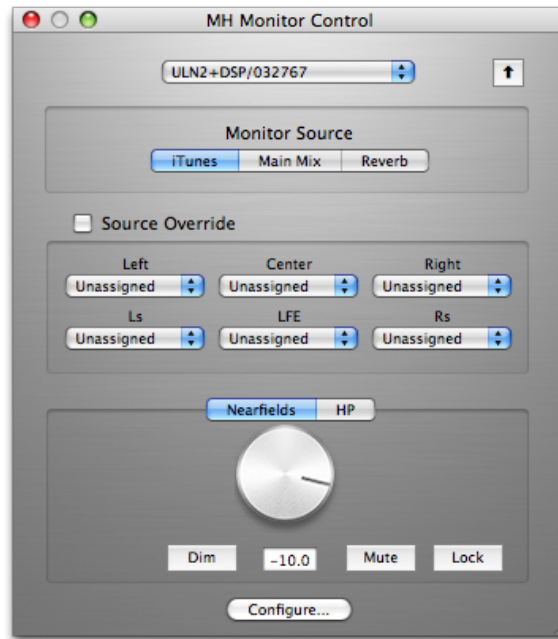 MH Monitor Control
ULN2+DSP/032767
Monitor Source
iTunes Main Mix Reverb
Source Override
Left Center Right
Unassigned Unassigned Unassigned
Ls LFE Rs
Unassigned Unassigned Unassigned
Nearfields HP
Dim -10.0 Mute Lock
Configure...